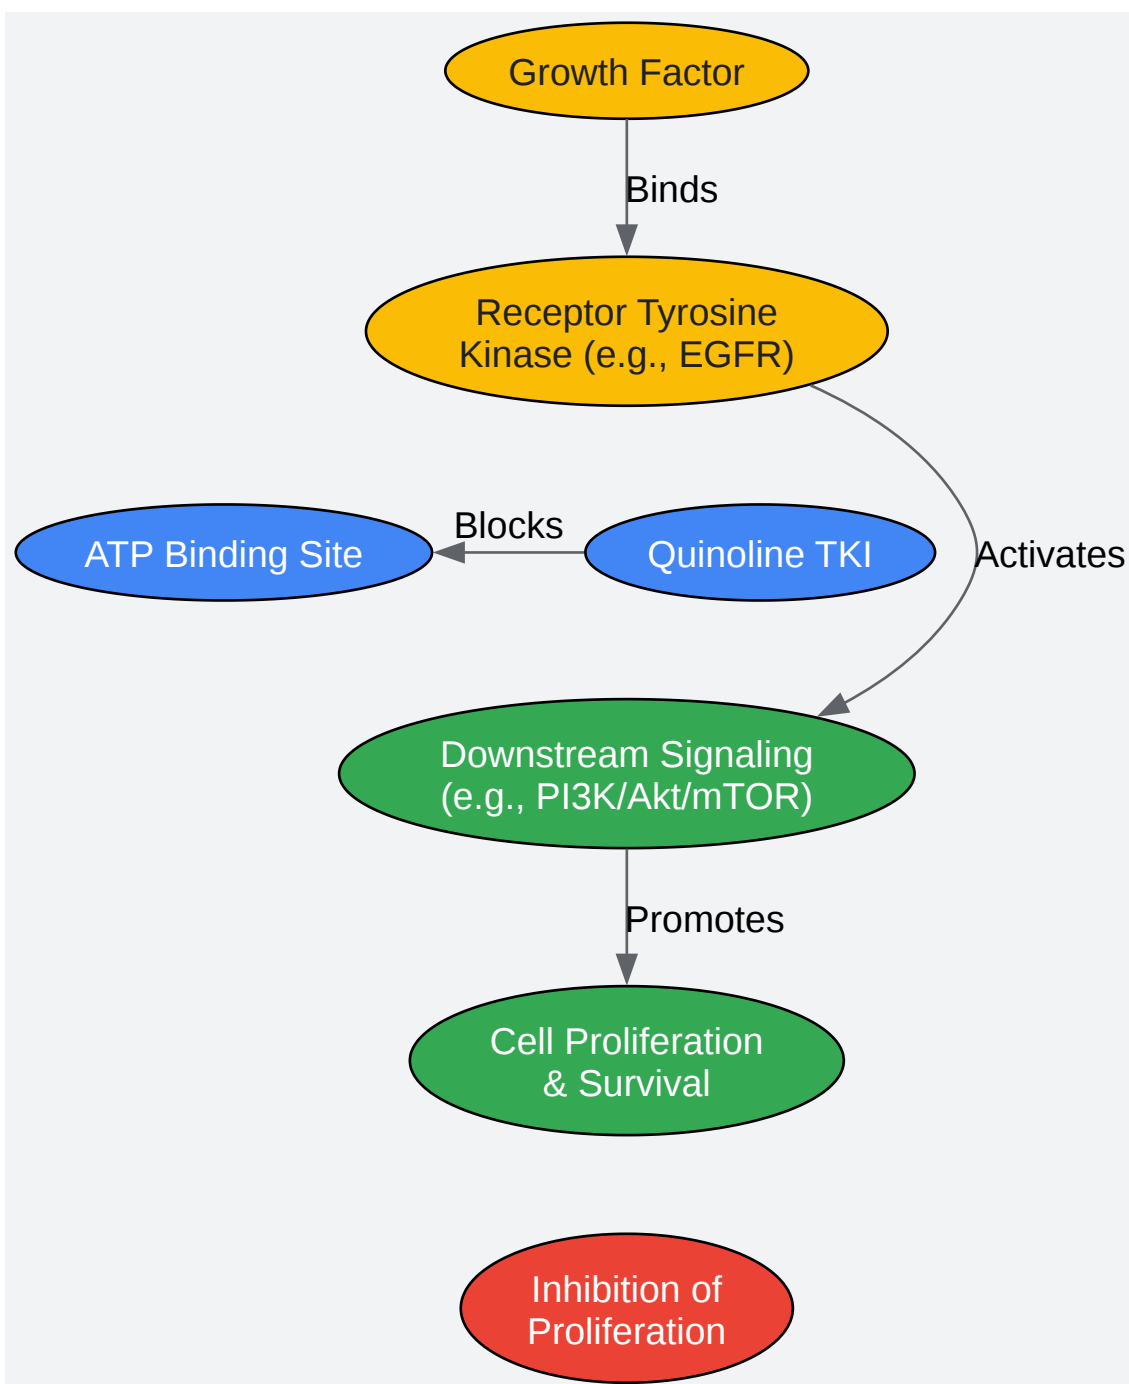 Growth Factor
Binds
Receptor Tyrosine
Kinase (e.g., EGFR)
Blocks
ATP Binding Site
Quinoline TKI
Activates
Downstream Signaling
(e.g., PI3K/Akt/mTOR)
Promotes
Cell Proliferation
& Survival
Inhibition of
Proliferation